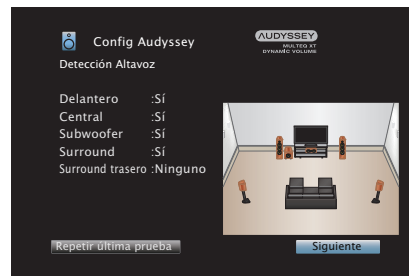 Config Audyssey
AUDYSSEY
MULTEQ XT
DYNAMIC VOLUME
Detección Altavoz
Delantero :Sí
Central :Sí
Subwoofer :Sí
Surround :Sí
Surround trasero :Ninguno
Repetir última prueba
Siguiente